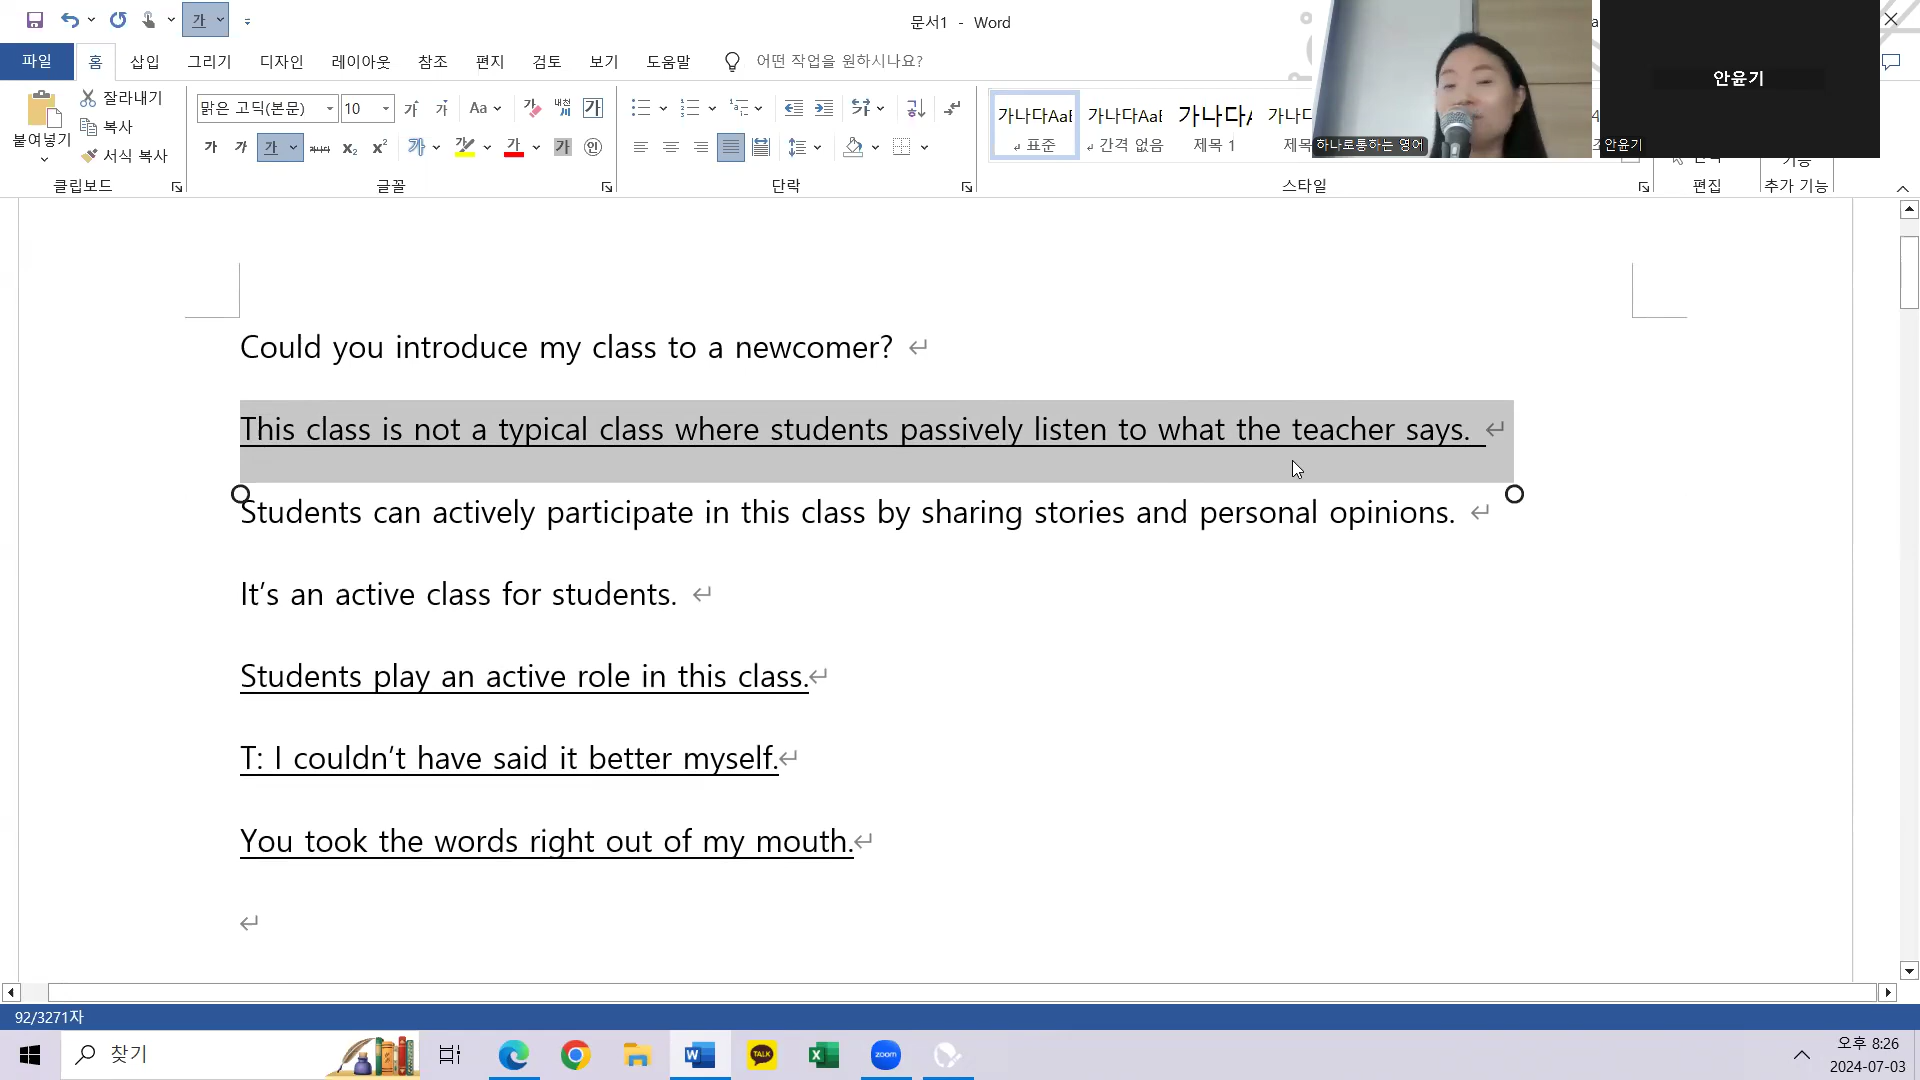 문서1 - Word
파일 홈 삽입 그리기 디자인 레이아웃 참조 편지 검토 보기 도움말 어떤 작업을 원하시나요?
안윤기
붙여넣기
잘라내기
복사
서식 복사
클립보드
맑은 고딕(본문) 10
글꼴
단락
가나다AaB
표준
가나다AaB
간격 없음
가나다
제목 1
가나다
제목
스타일
편집
추가 기능
하나로통하는 영어
안윤기
Could you introduce my class to a newcomer?
This class is not a typical class where students passively listen to what the teacher says.
Students can actively participate in this class by sharing stories and personal opinions.
It’s an active class for students.
Students play an active role in this class.
T: I couldn’t have said it better myself.
You took the words right out of my mouth.
92/3271자
찾기
오후 8:26
2024-07-03